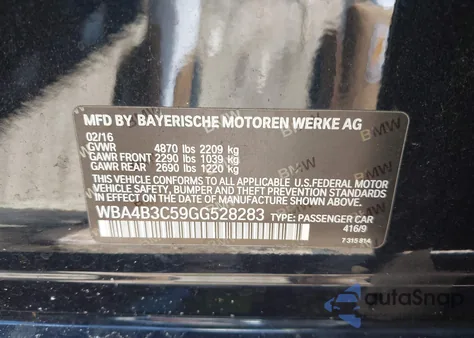 MFD BY BAYERISCHE MOTOREN WERKE AG
02/16
GVWR 4870 lbs 2209 kg
GAWR FRONT 2290 lbs 1039 kg
GAWR REAR 2690 lbs 1220 kg
THIS VEHICLE CONFORMS TO ALL APPLICABLE U.S. FEDERAL MOTOR
VEHICLE SAFETY, BUMPER, AND THEFT PREVENTION STANDARDS
IN EFFECT ON THE DATE OF MANUFACTURE SHOWN ABOVE.
WBA4B3C59GG528283 TYPE: PASSENGER CAR
416/9
7 315 814
autoSnap